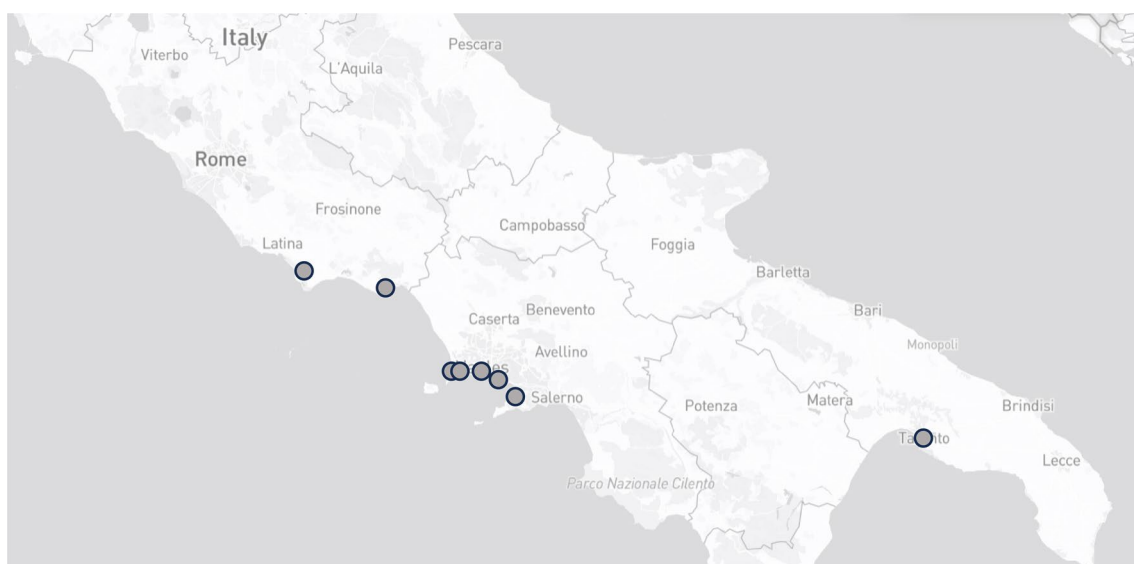 Italy
Pescara
Viterbo
L'Aquila
Rome
Frosinone
Campobasso
Latina
Foggia
Barletta
Benevento
Bari
Caserta
Monopoli
Avellino
Salerno
Matera
Potenza
Brindisi
Lecce
Parco Nazionale Cilento